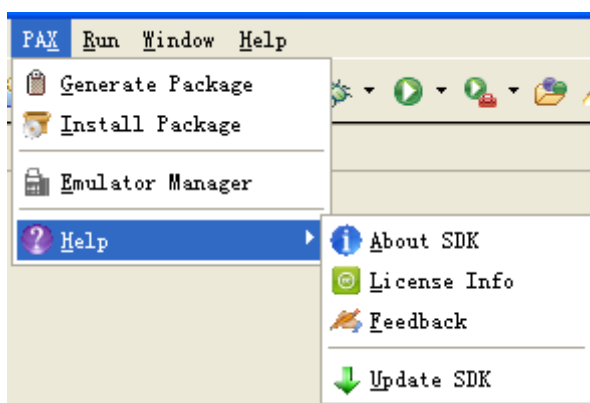 PAX Run Window Help
Generate Package
Install Package
Emulator Manager
Help
About SDK
License Info
Feedback
Update SDK